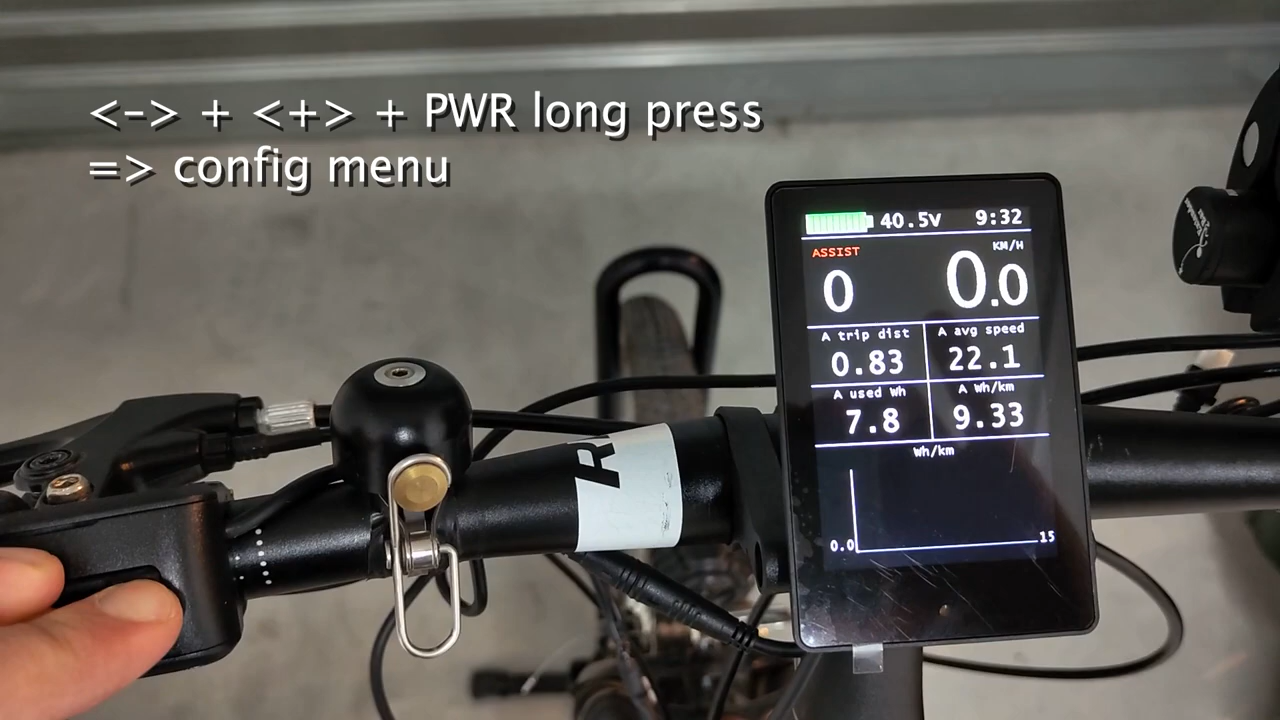 <-> + <+> + PWR long press
=> config menu
40.5V 9:32
ASSIST KM/H
0 0.0
A trip dist A avg speed
0.83 22.1
A used Wh A Wh/km
7.8 9.33
Wh/km
0.0 15